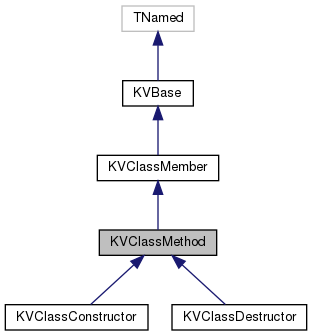 TNamed
KVBase
KVClassMember
KVClassMethod
KVClassConstructor
KVClassDestructor